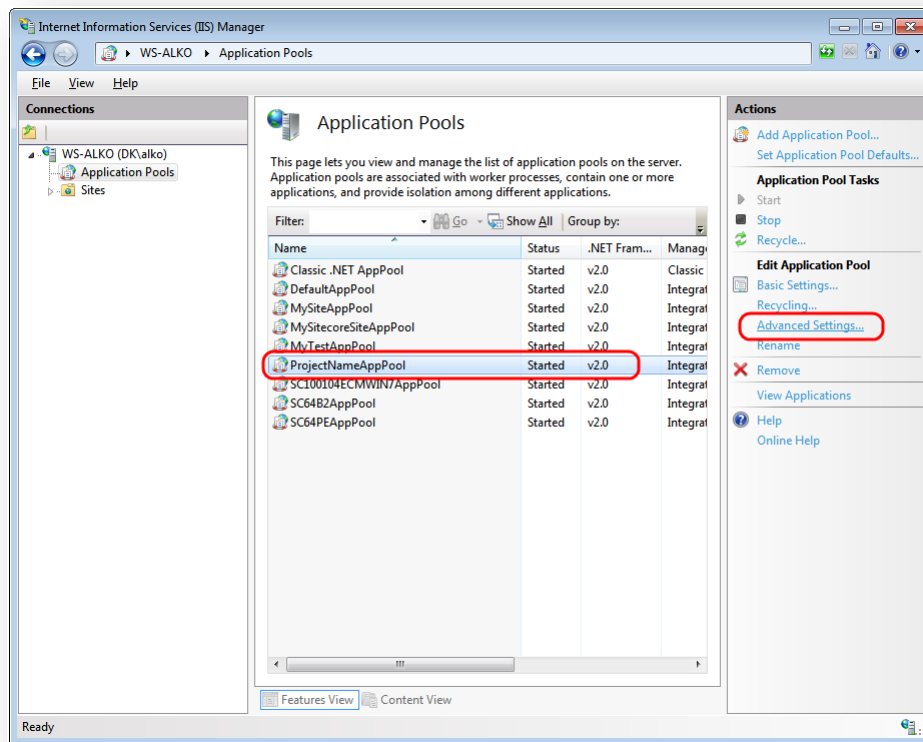 Internet Information Services (IIS) Manager
WS-ALKO Application Pools
File View Help
Connections
WS-ALKO (DK\alko)
Application Pools
Sites
Application Pools
This page lets you view and manage the list of application pools on the server.
Application pools are associated with worker processes, contain one or more
applications, and provide isolation among different applications.
Filter: Go Show All Group by:
Name Status .NET Fram... Manag
Classic .NET AppPool Started v2.0 Classic
DefaultAppPool Started v2.0 Integrat
MySiteAppPool Started v2.0 Integrat
MySitecoreSiteAppPool Started v2.0 Integrat
MyTestAppPool Started v2.0 Integrat
ProjectNameAppPool Started v2.0 Integrat
SC100104ECMWIN7AppPool Started v2.0 Integrat
SC64B2AppPool Started v2.0 Integrat
SC64PEAppPool Started v2.0 Integrat
Features View Content View
Actions
Add Application Pool...
Set Application Pool Defaults...
Application Pool Tasks
Start
Stop
Recycle...
Edit Application Pool
Basic Settings...
Recycling...
Advanced Settings...
Rename
Remove
View Applications
Help
Online Help
Ready